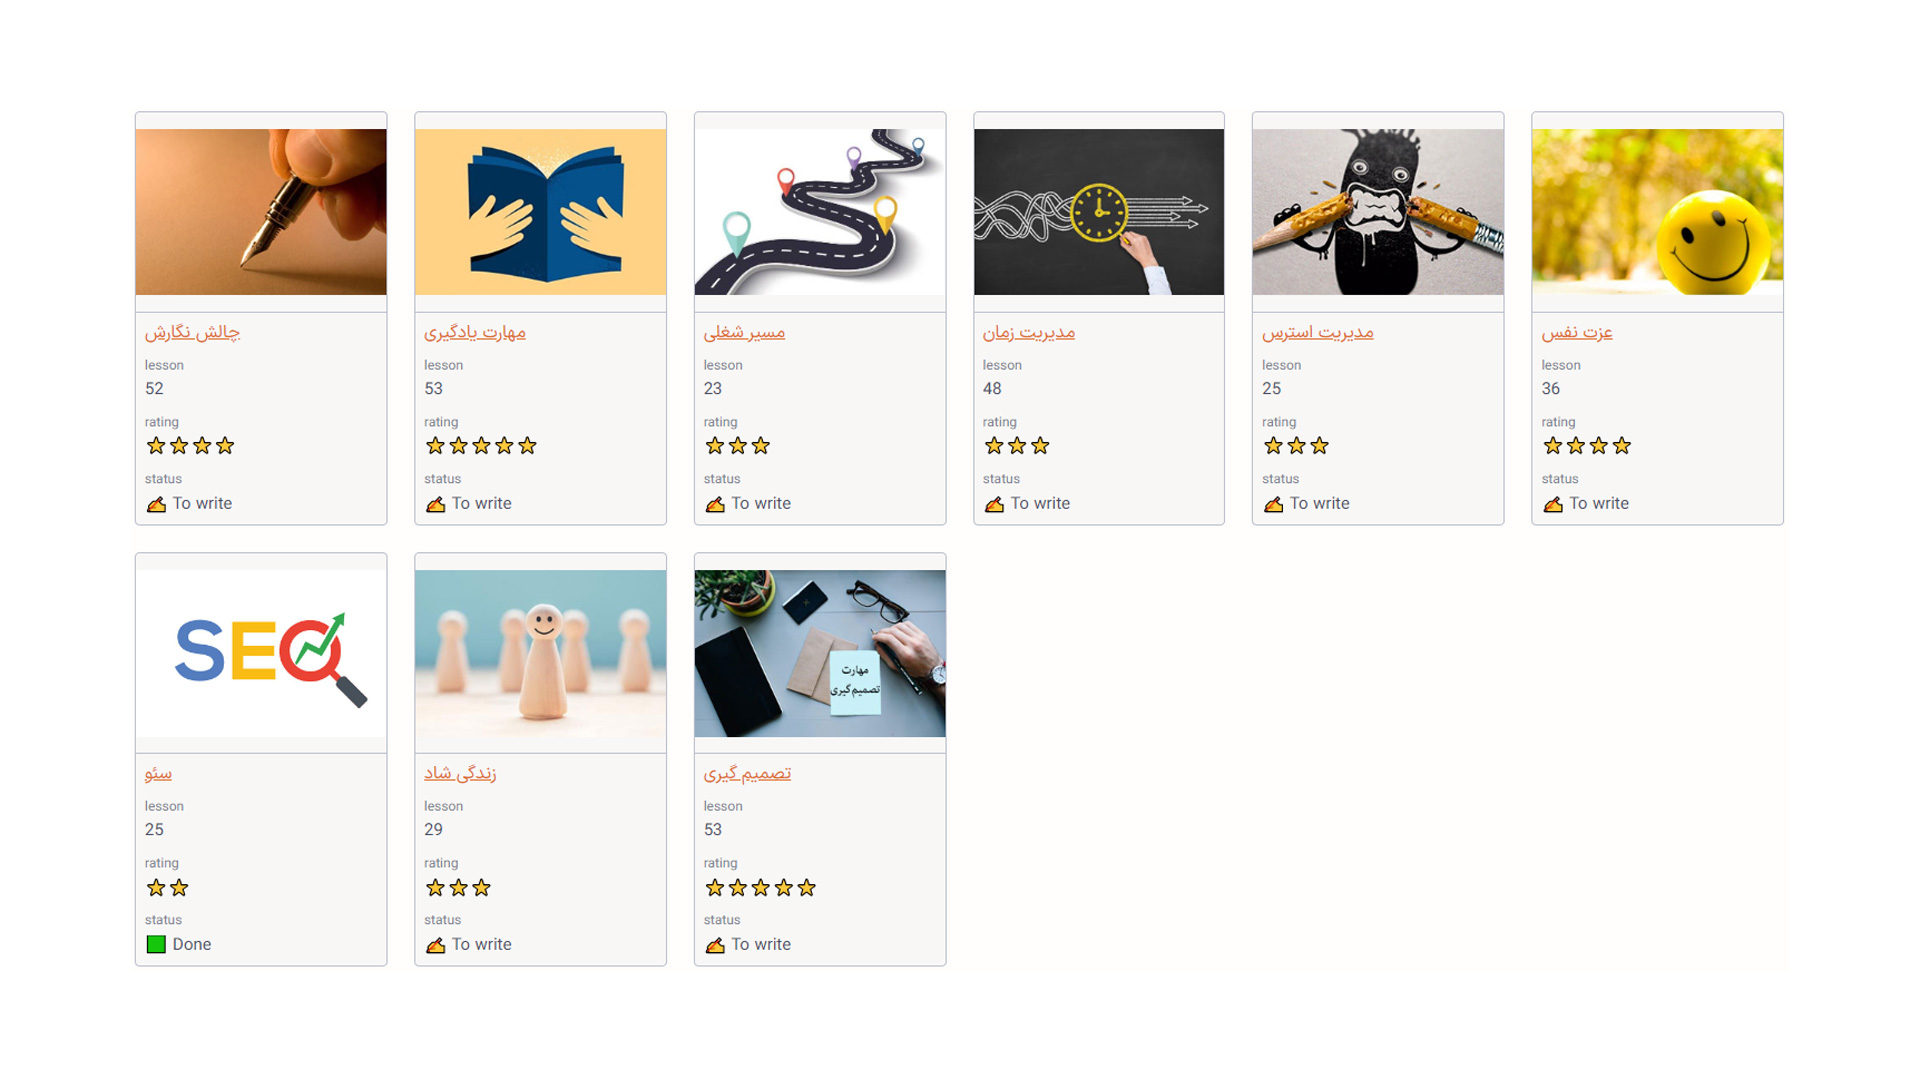 چالش نگارش
lesson
52
rating
⭐⭐⭐⭐
status
✍ To write
مهارت یادگیری
lesson
53
rating
⭐⭐⭐⭐⭐
status
✍ To write
مسیر شغلی
lesson
23
rating
⭐⭐⭐
status
✍ To write
مدیریت زمان
lesson
48
rating
⭐⭐⭐
status
✍ To write
مدیریت استرس
lesson
25
rating
⭐⭐⭐
status
✍ To write
عزت نفس
lesson
36
rating
⭐⭐⭐⭐
status
✍ To write
SEO
سئو
lesson
25
rating
⭐⭐
status
🟩 Done
زندگی شاد
lesson
29
rating
⭐⭐⭐
status
✍ To write
مهارت
تصمیم‌گیری
تصمیم گیری
lesson
53
rating
⭐⭐⭐⭐⭐
status
✍ To write